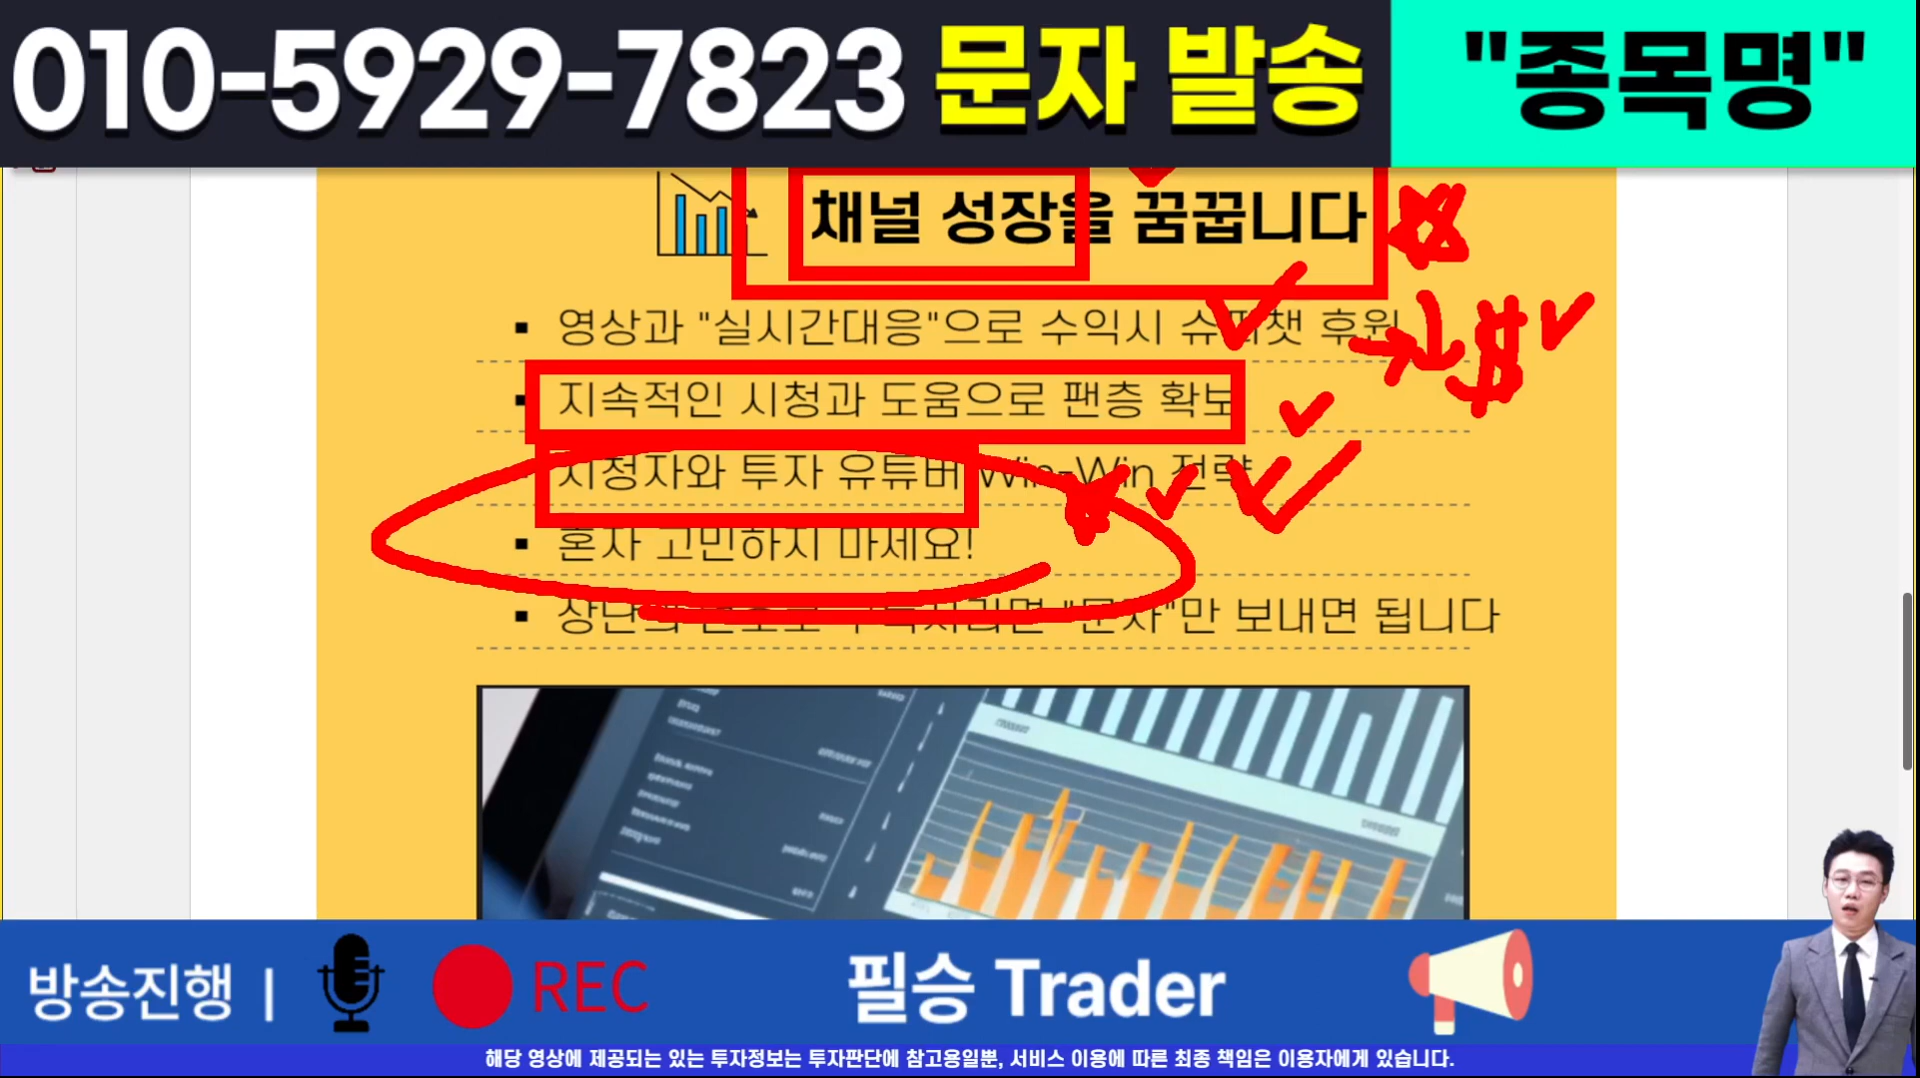 010-5929-7823 문자 발송 "종목명"
채널 성장을 꿈꿉니다
영상과 "실시간대응"으로 수익시 슈퍼챗 후원
지속적인 시청과 도움으로 팬층 확보
시청자와 투자 유튜버 Win-Win 전략
혼자 고민하지 마세요!
"문자"만 보내면 됩니다
방송진행 | REC 필승 Trader
해당 영상에 제공되는 있는 투자정보는 투자판단에 참고용일뿐, 서비스 이용에 따른 최종 책임은 이용자에게 있습니다.